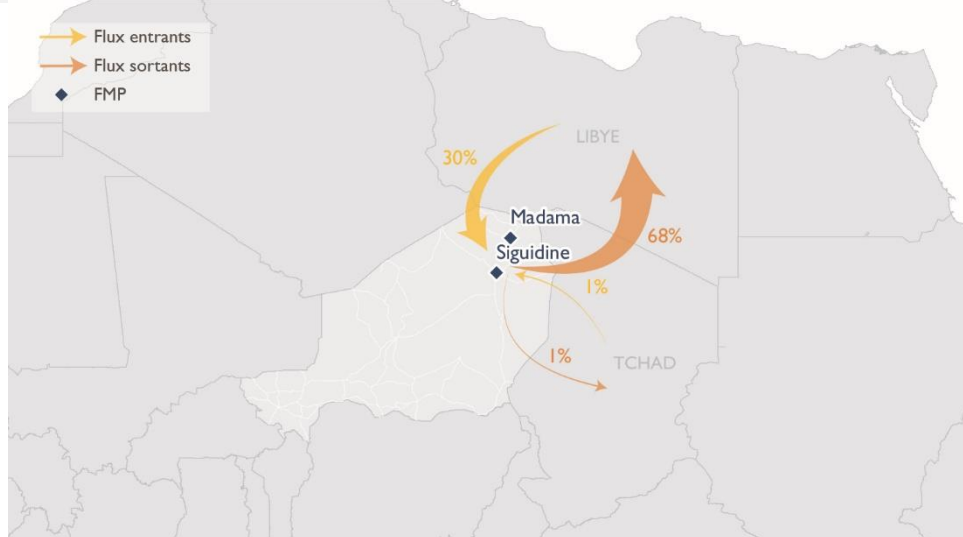 Flux entrants
Flux sortants
FMP
LIBYE
30%
Madama
68%
Siguidine
1%
1%
TCHAD